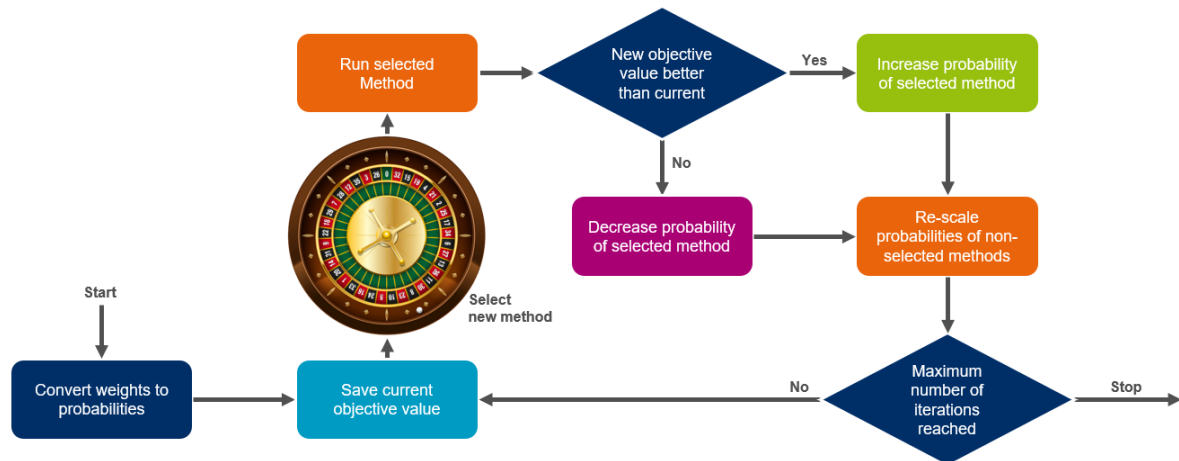 Run selected
Method
New objective
value better
than current
Yes
Increase probability
of selected method
No
Decrease probability
of selected method
Re-scale
probabilities of non-
selected methods
Select
new method
Start
Convert weights to
probabilities
Save current
objective value
No
Maximum
number of
iterations
reached
Stop